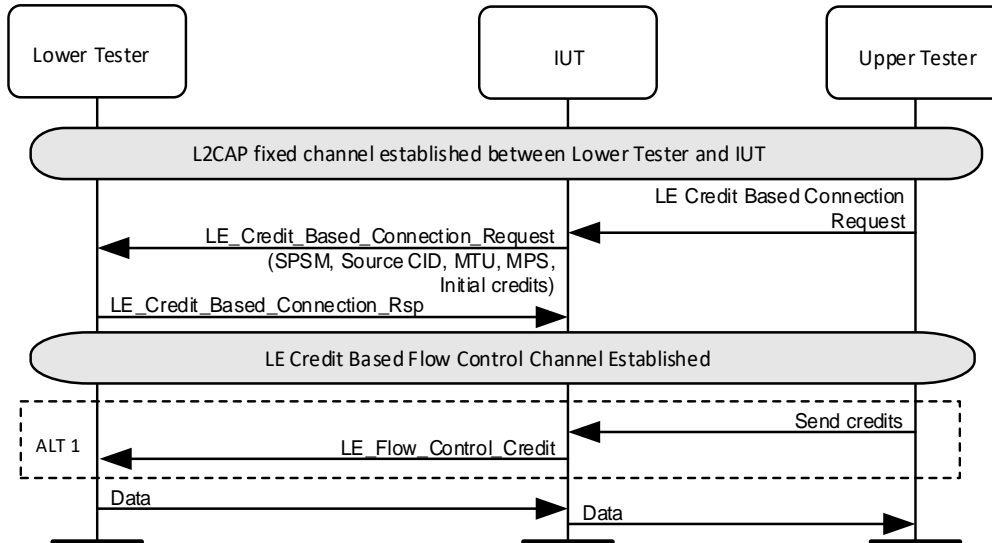 Lower Tester
IUT
Upper Tester
L2CAP fixed channel established between Lower Tester and IUT
LE Credit Based Connection
Request
LE_Credit_Based_Connection_Request
(SPSM, Source CID, MTU, MPS,
Initial credits)
LE_Credit_Based_Connection_Rsp
LE Credit Based Flow Control Channel Established
Send credits
ALT 1
LE_Flow_Control_Credit
Data
Data